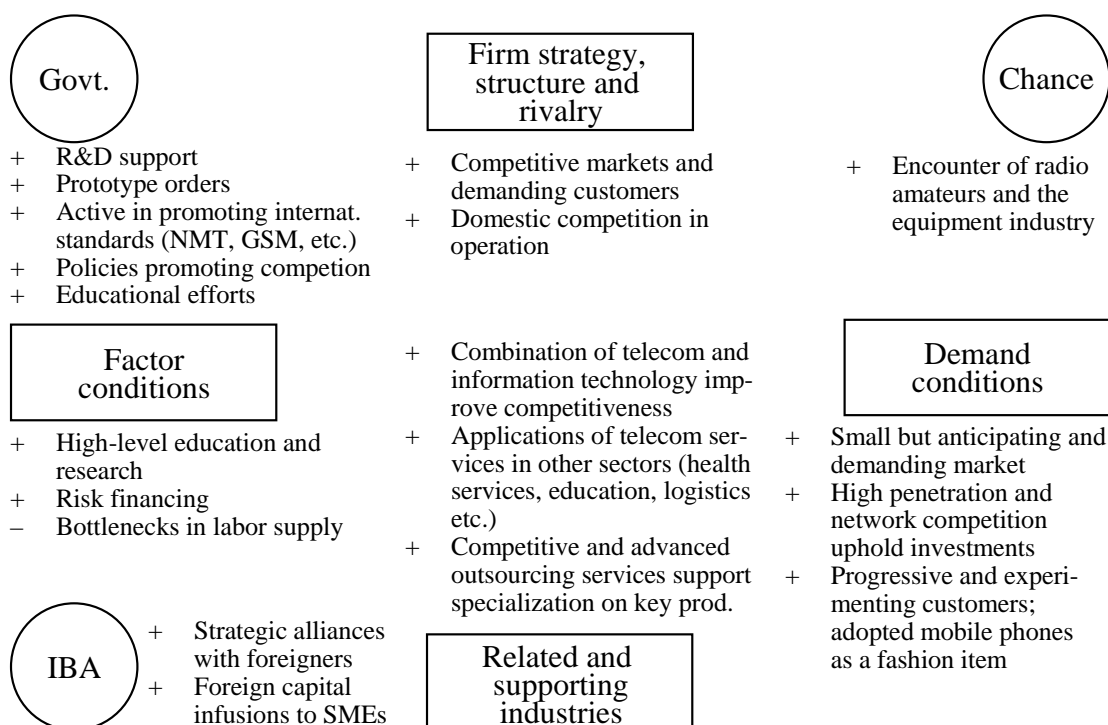 Govt.
+ R&D support
+ Prototype orders
+ Active in promoting internat.
standards (NMT, GSM, etc.)
+ Policies promoting competion
+ Educational efforts
Firm strategy,
structure and
rivalry
+ Competitive markets and
demanding customers
+ Domestic competition in
operation
Chance
+ Encounter of radio
amateurs and the
equipment industry
Factor
conditions
+ High-level education and
research
+ Risk financing
– Bottlenecks in labor supply
+ Combination of telecom and
information technology imp-
rove competitiveness
+ Applications of telecom ser-
vices in other sectors (health
services, education, logistics
etc.)
+ Competitive and advanced
outsourcing services support
specialization on key prod.
Demand
conditions
+ Small but anticipating and
demanding market
+ High penetration and
network competition
uphold investments
+ Progressive and experi-
menting customers;
adopted mobile phones
as a fashion item
IBA
+ Strategic alliances
with foreigners
+ Foreign capital
infusions to SMEs
Related and
supporting
industries